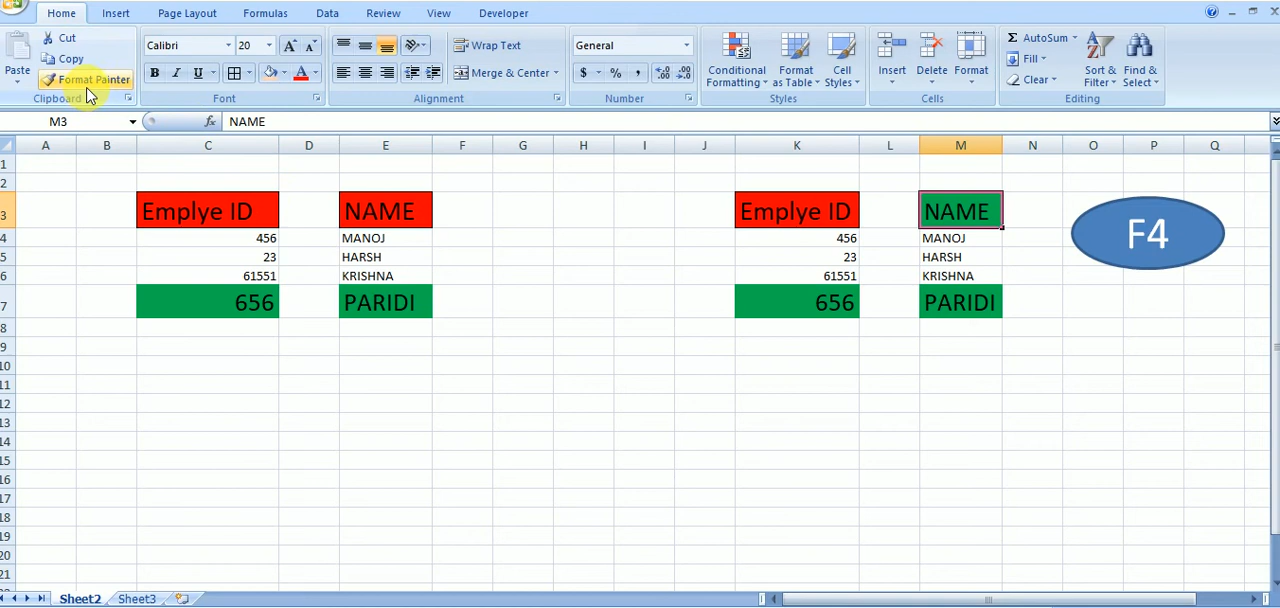 Home Insert Page Layout Formulas Data Review View Developer
Cut
Copy
Format Painter
Paste
Clipboard
Calibri 20 A A
B I U A
Font
Wrap Text
Merge & Center
Alignment
General
$ % , .00 .0
Number
Conditional Formatting
Format as Table
Cell Styles
Styles
Insert Delete Format
Cells
Σ AutoSum
Fill
Clear
Sort & Filter
Find & Select
Editing
M3 fx NAME
A B C D E F G H I J K L M N O P Q
1
2
3 Emplye ID NAME Emplye ID NAME F4
4 456 MANOJ 456 MANOJ
5 23 HARSH 23 HARSH
6 61551 KRISHNA 61551 KRISHNA
7 656 PARIDI 656 PARIDI
8
9
10
11
12
13
14
15
16
17
18
19
20
21
Sheet2 Sheet3